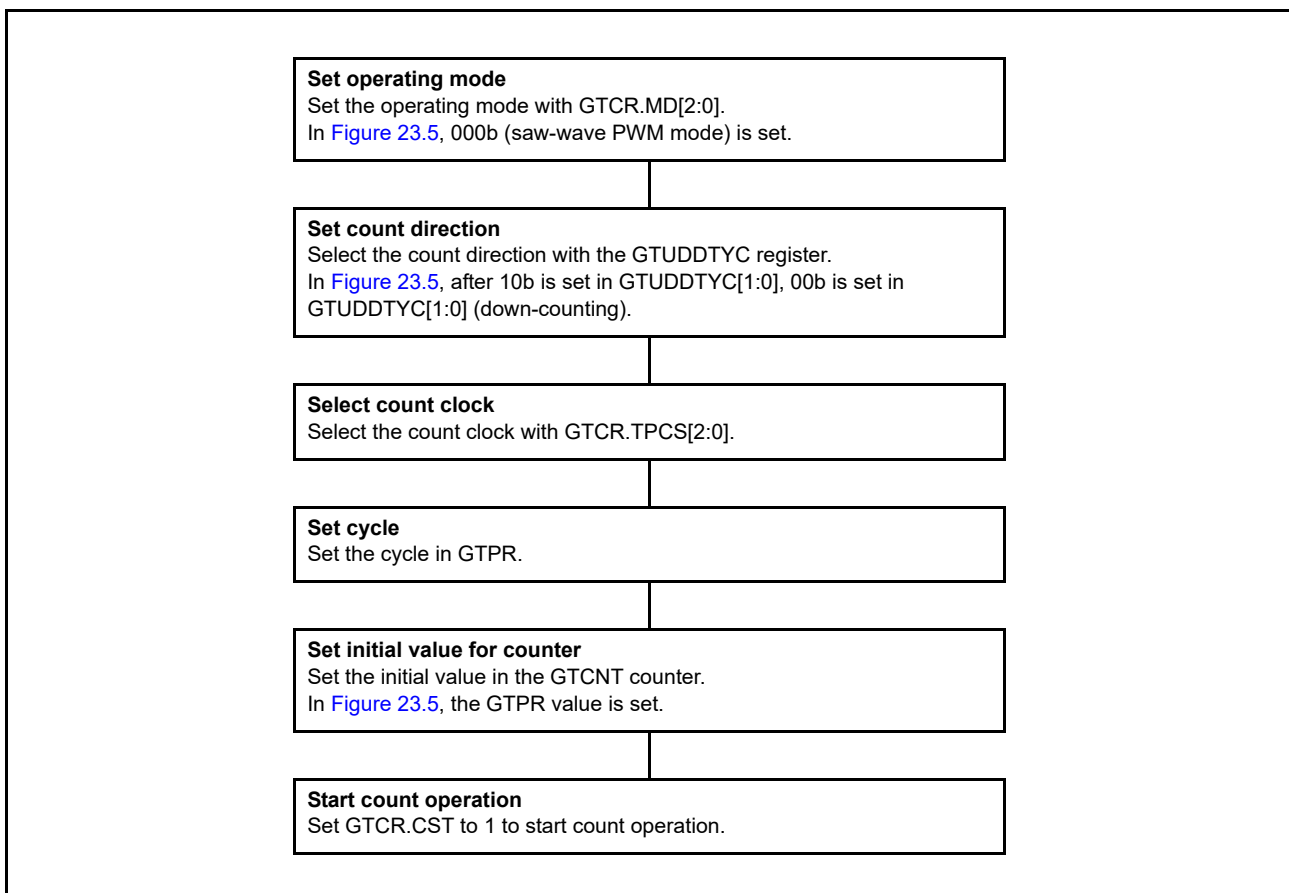 Set operating mode
Set the operating mode with GTCR.MD[2:0].
In Figure 23.5, 000b (saw-wave PWM mode) is set.
Set count direction
Select the count direction with the GTUDDTYC register.
In Figure 23.5, after 10b is set in GTUDDTYC[1:0], 00b is set in
GTUDDTYC[1:0] (down-counting).
Select count clock
Select the count clock with GTCR.TPCS[2:0].
Set cycle
Set the cycle in GTPR.
Set initial value for counter
Set the initial value in the GTCNT counter.
In Figure 23.5, the GTPR value is set.
Start count operation
Set GTCR.CST to 1 to start count operation.